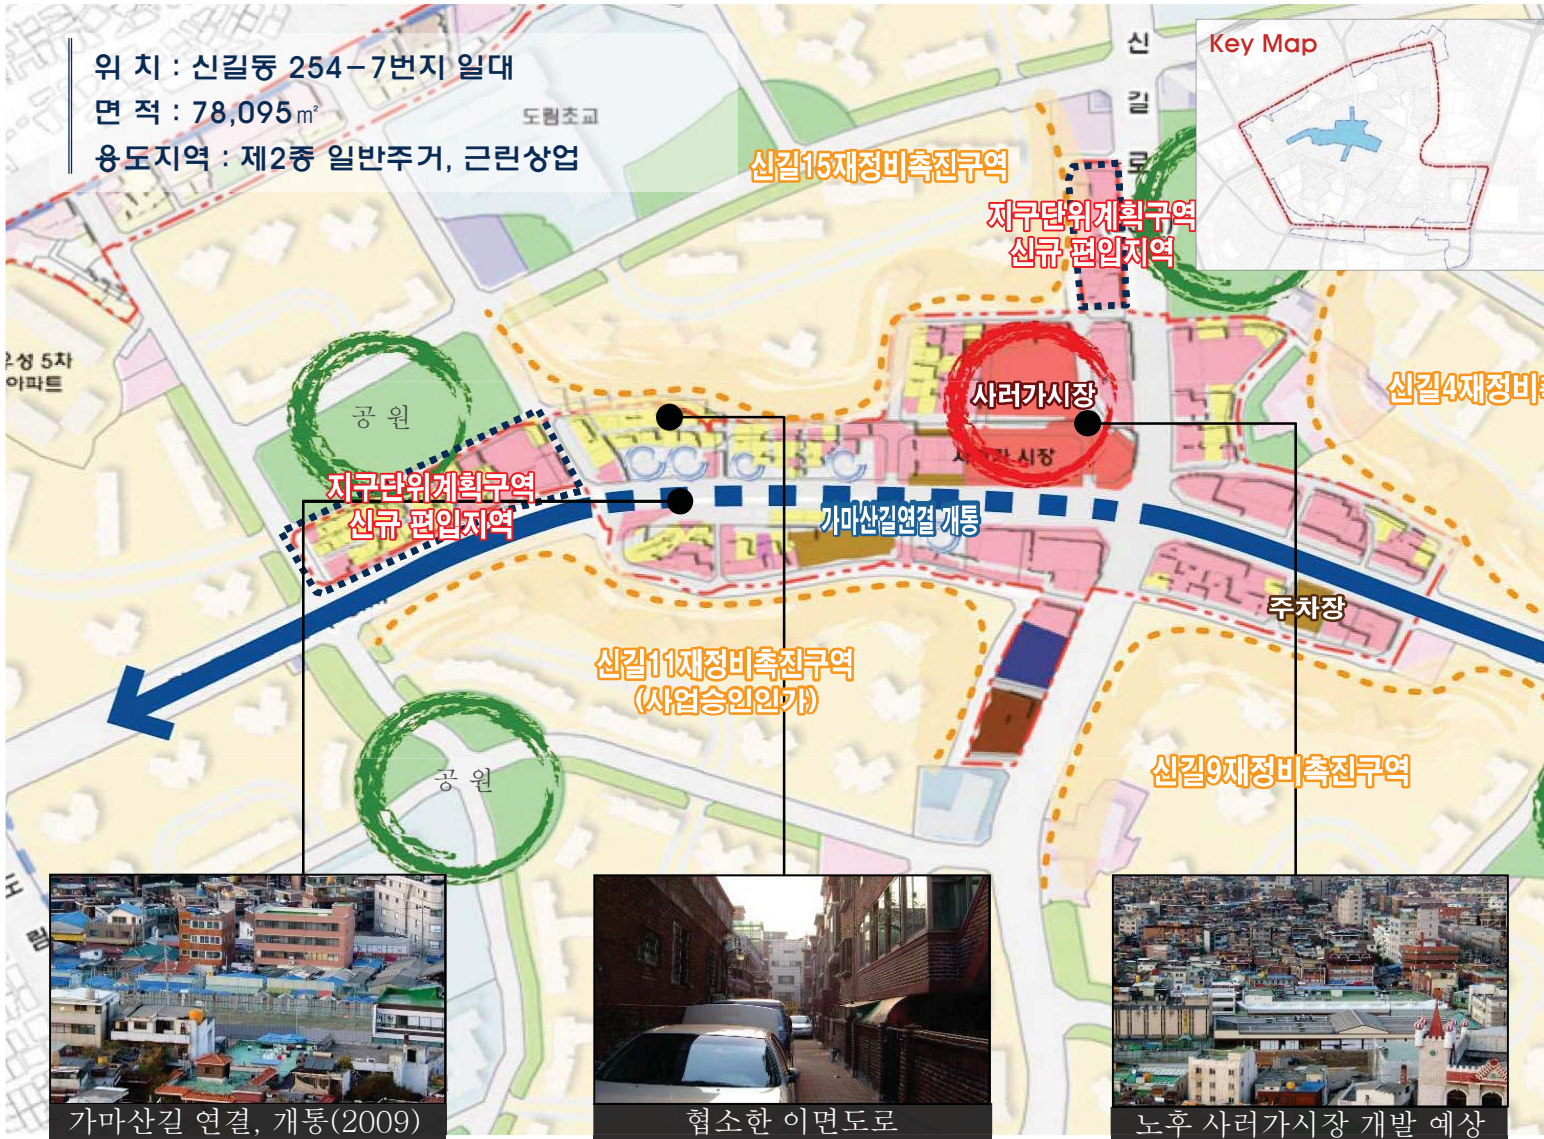 위 치 : 신길동 254-7번지 일대
면 적 : 78,095㎡
용도지역 : 제2종 일반주거, 근린상업
Key Map
신
길
로
도림초교
신길15재정비촉진구역
지구단위계획구역
신규 편입지역
우성 5차
아파트
공 원
사러가시장
시장
신길4재정비
지구단위계획구역
신규 편입지역
가마산길연결 개통
주차장
신길11재정비촉진구역
(사업승인인가)
공 원
신길9재정비촉진구역
도
림
가마산길 연결, 개통(2009)
협소한 이면도로
노후 사러가시장 개발 예상